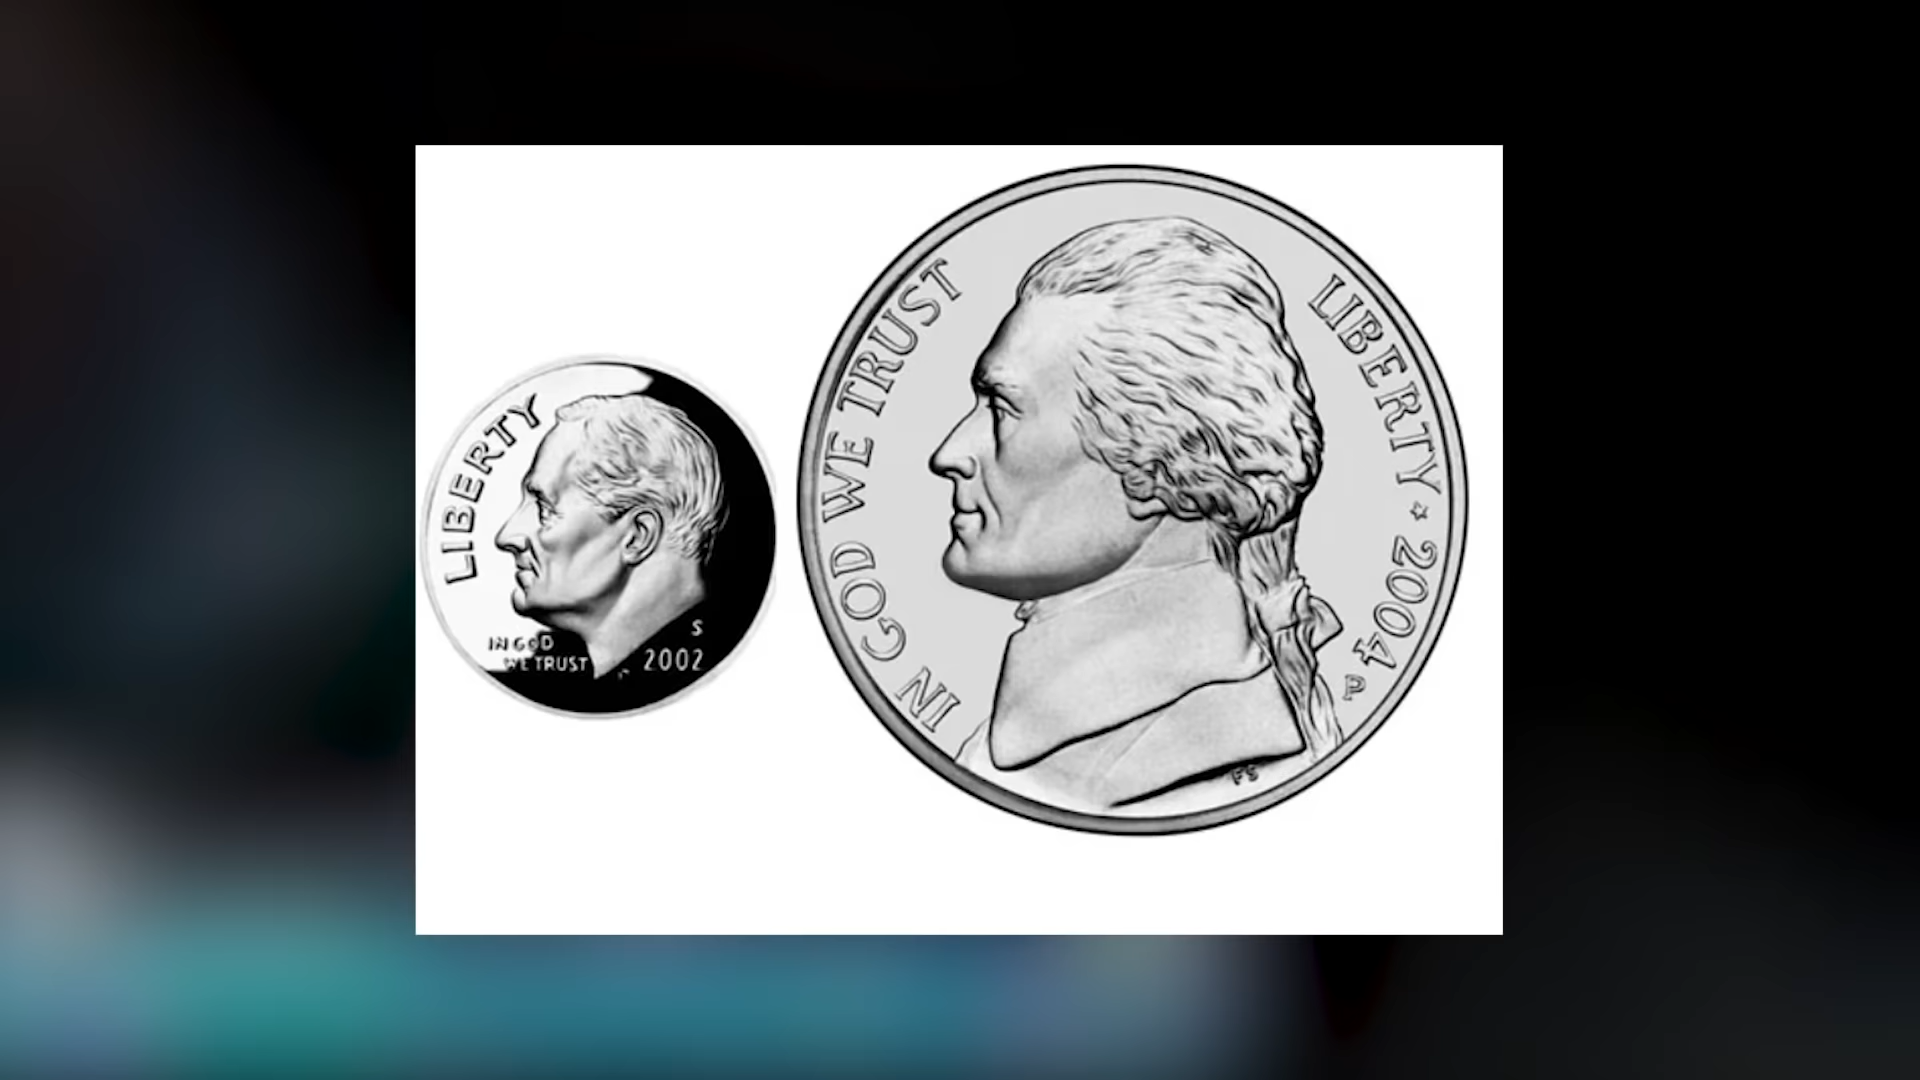 LIBERTY
IN GOD
WE TRUST
S
2002
IN GOD WE TRUST
LIBERTY ☆ 2004
P
FS